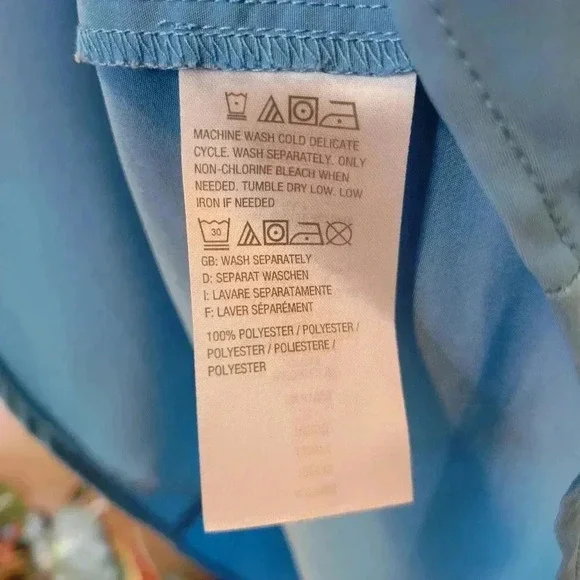 MACHINE WASH COLD DELICATE
CYCLE. WASH SEPARATELY. ONLY
NON-CHLORINE BLEACH WHEN
NEEDED. TUMBLE DRY LOW. LOW
IRON IF NEEDED
30
GB: WASH SEPARATELY
D: SEPARAT WASCHEN
I: LAVARE SEPARATAMENTE
F: LAVER SÉPARÉMENT
100% POLYESTER / POLYESTER /
POLYESTER / POLIESTERE /
POLYESTER